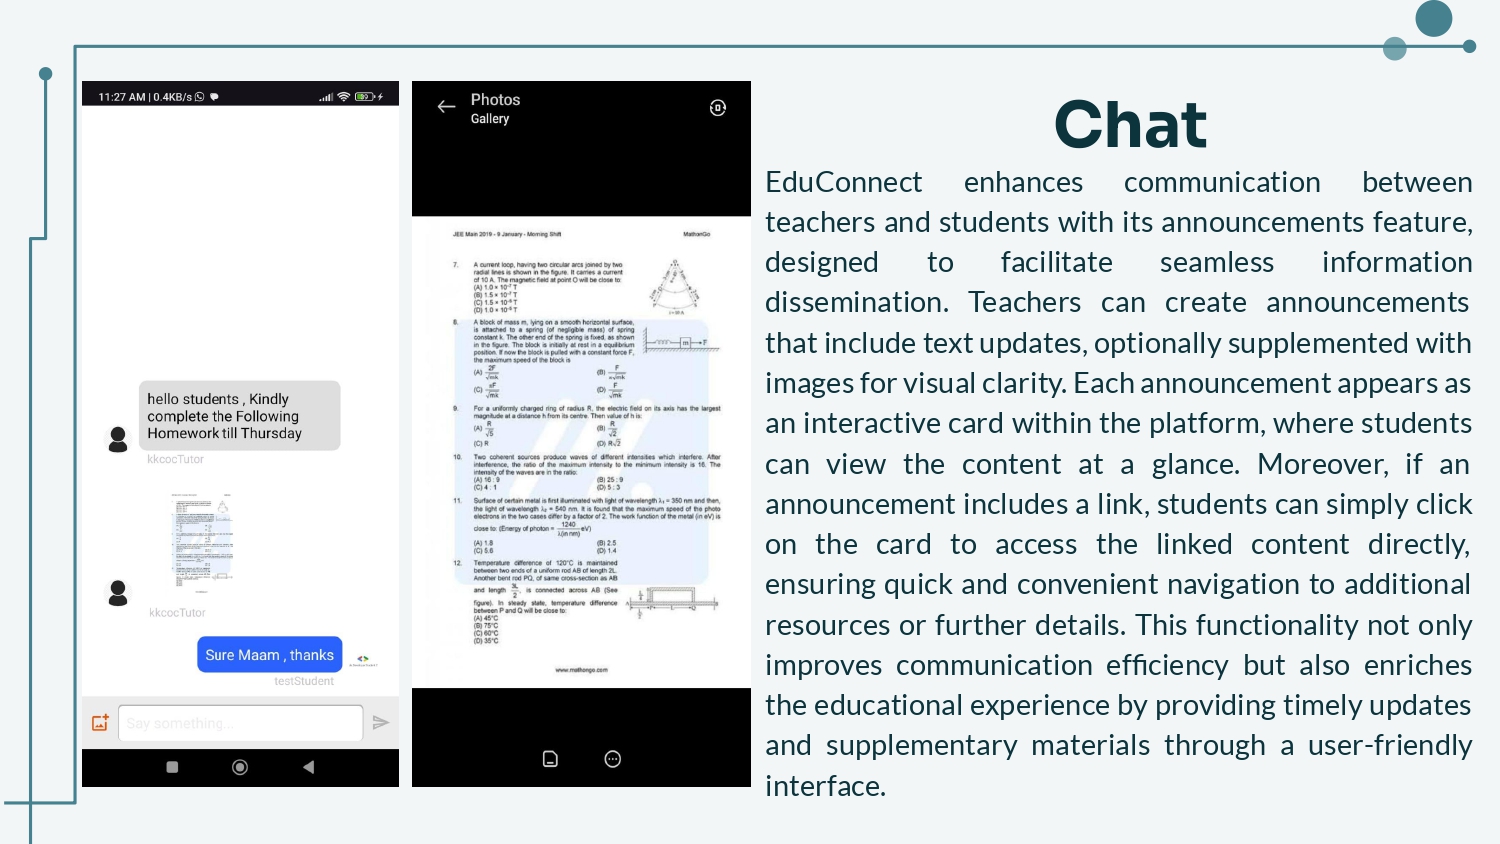 11:27 AM | 0.4KB/s
hello students , Kindly
complete the Following
Homework till Thursday
kkcocTutor
kkcocTutor
Sure Maam , thanks
testStudent
Say something...
Photos
Gallery
JEE Main 2019 - 9 January - Morning Shift
MathonGo
7. A current loop, having two circular arcs joined by two
radial lines is shown in the figure. It carries a current
of 10 A. The magnetic field at point O will be close to:
(A) 1.0 × 10⁻⁷ T
(B) 1.5 × 10⁻⁷ T
(C) 1.5 × 10⁻⁵ T
(D) 1.0 × 10⁻⁵ T
8. A block of mass m, lying on a smooth horizontal surface,
is attached to a spring (of negligible mass) of spring
constant k. The other end of the spring is fixed, as shown
in the figure. The block is initially at rest in a equilibrium
position. If now the block is pulled with a constant force F,
the maximum speed of the block is
(A) 2F/√mk (B) F/π√mk
(C) πF/√mk (D) F/√mk
9. For a uniformly charged ring of radius R, the electric field on its axis has the largest
magnitude at a distance h from its centre. Then value of h is:
(A) R/√5 (B) R/√2
(C) R (D) R√2
10. Two coherent sources produce waves of different intensities which interfere. After
interference, the ratio of the maximum intensity to the minimum intensity is 16. The
intensity of the waves are in the ratio:
(A) 16 : 9 (B) 25 : 9
(C) 4 : 1 (D) 5 : 3
11. Surface of certain metal is first illuminated with light of wavelength λ₁ = 350 nm and then,
the light of wavelength λ₂ = 540 nm. It is found that the maximum speed of the photo
electrons in the two cases differ by a factor of 2. The work function of the metal (in eV) is
close to: (Energy of photon = 1240/λ(in nm) eV)
(A) 1.8 (B) 2.5
(C) 5.6 (D) 1.4
12. Temperature difference of 120°C is maintained
between two ends of a uniform rod AB of length 2L.
Another bent rod PQ, of same cross-section as AB
and length 3L/2, is connected across AB (See
figure). In steady state, temperature difference
between P and Q will be close to:
(A) 45°C
(B) 75°C
(C) 60°C
(D) 35°C
www.mathongo.com
Chat
EduConnect enhances communication between
teachers and students with its announcements feature,
designed to facilitate seamless information
dissemination. Teachers can create announcements
that include text updates, optionally supplemented with
images for visual clarity. Each announcement appears as
an interactive card within the platform, where students
can view the content at a glance. Moreover, if an
announcement includes a link, students can simply click
on the card to access the linked content directly,
ensuring quick and convenient navigation to additional
resources or further details. This functionality not only
improves communication efficiency but also enriches
the educational experience by providing timely updates
and supplementary materials through a user-friendly
interface.